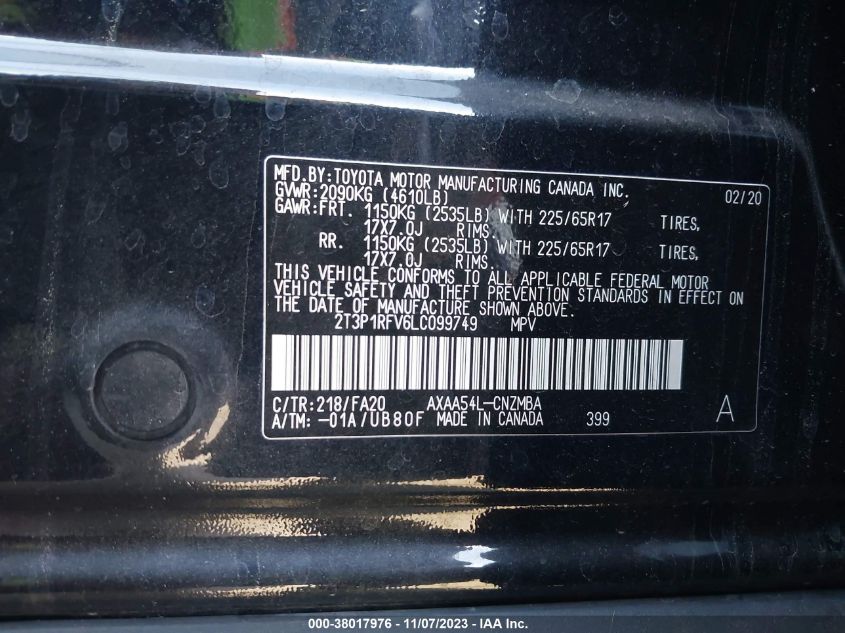 MFD.BY:TOYOTA MOTOR MANUFACTURING CANADA INC. 02/20
GVWR:2090KG (4610LB)
GAWR:FRT. 1150KG (2535LB) WITH 225/65R17 TIRES,
17X7.0J RIMS,
RR. 1150KG (2535LB) WITH 225/65R17 TIRES,
17X7.0J RIMS,
THIS VEHICLE CONFORMS TO ALL APPLICABLE FEDERAL MOTOR
VEHICLE SAFETY AND THEFT PREVENTION STANDARDS IN EFFECT ON
THE DATE OF MANUFACTURE SHOWN ABOVE.
2T3P1RFV6LC099749 MPV
C/TR:218/FA20 AXAA54L-CNZMBA
A/TM: -01A/UB80F MADE IN CANADA 399 A
000-38017976 - 11/07/2023 - IAA Inc.